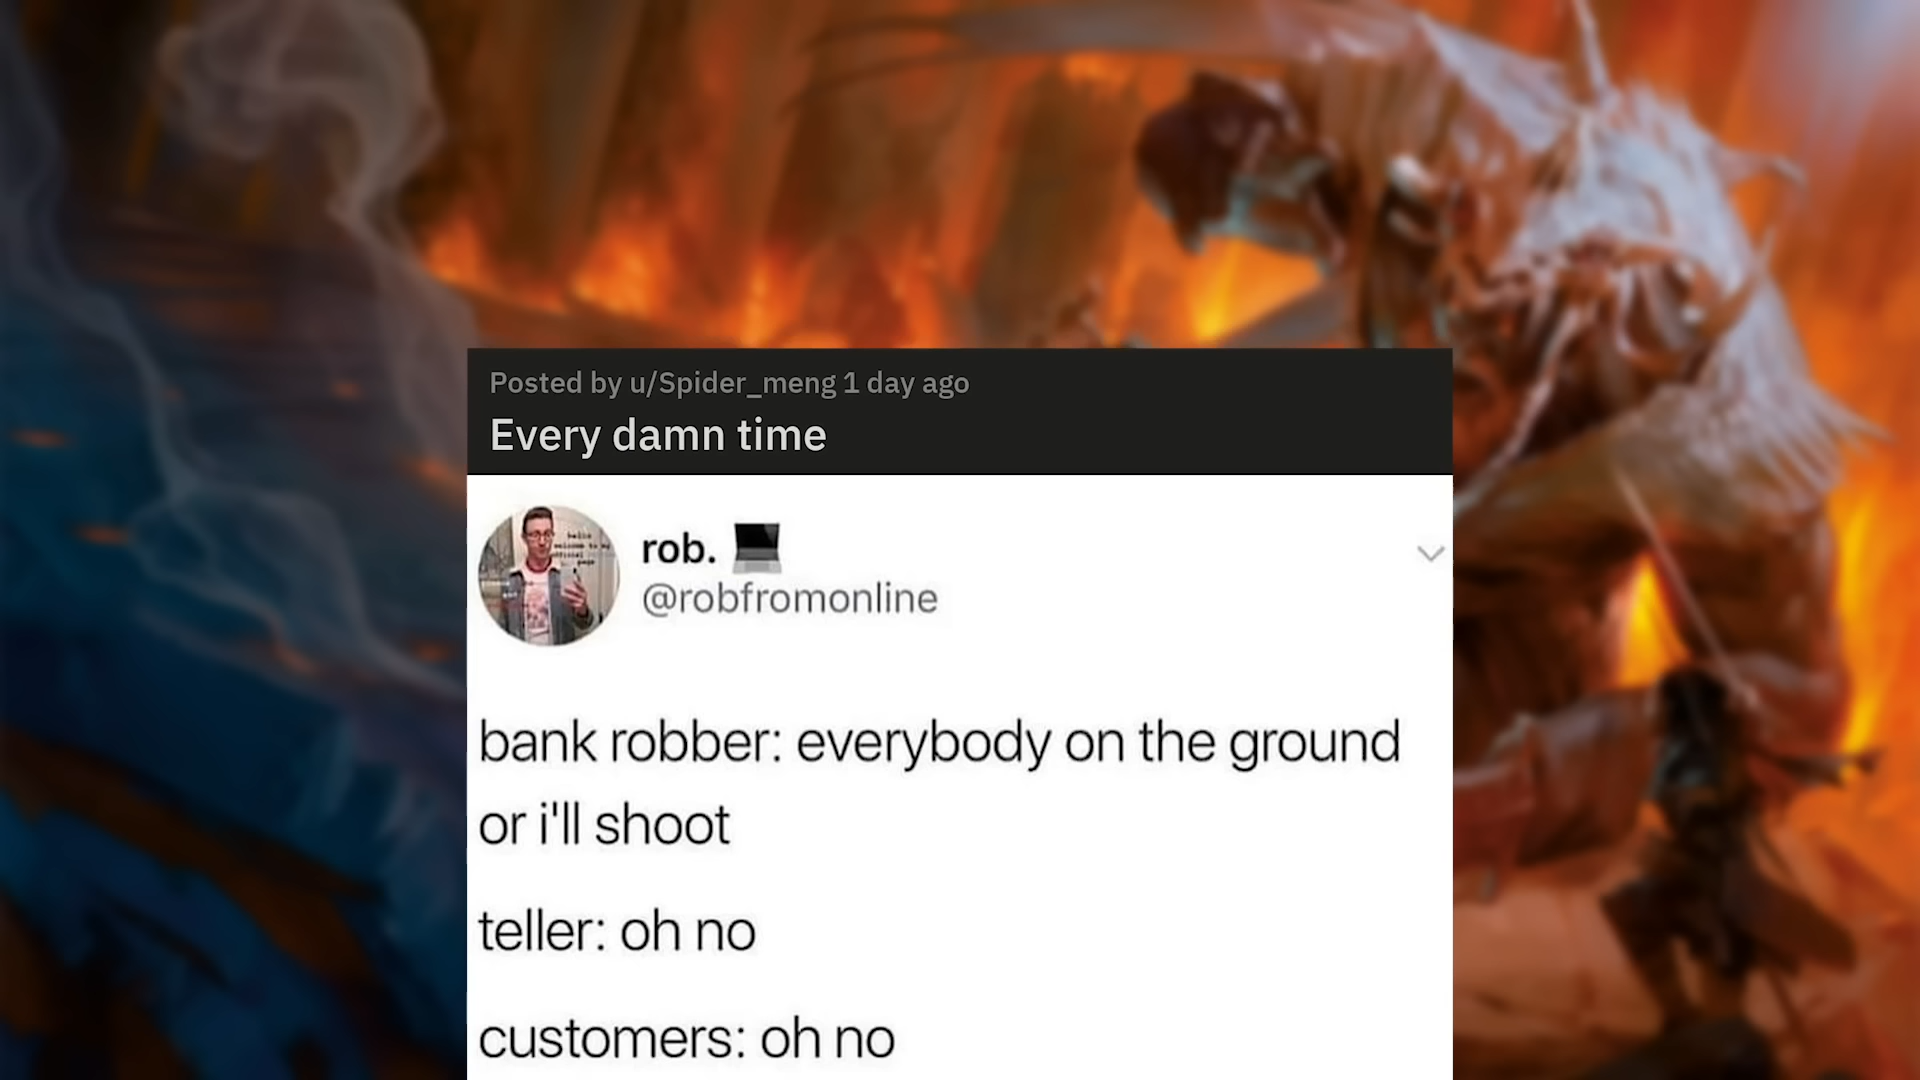 Posted by u/Spider_meng 1 day ago
Every damn time
rob. 💻
@robfromonline
bank robber: everybody on the ground
or i'll shoot
teller: oh no
customers: oh no